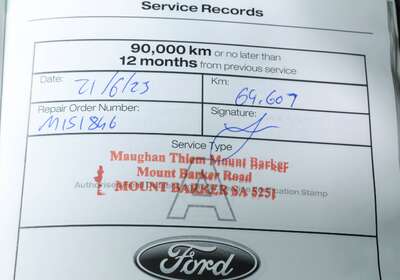 Service Records
90,000 km or no later than
12 months from previous service
Date: 21/6/23
Km: 64.607
Repair Order Number: M151846
Signature:
Service Type
A
Maughan Thiem Mount Barker
Mount Barker Road
MOUNT BARKER SA 5251
Ford